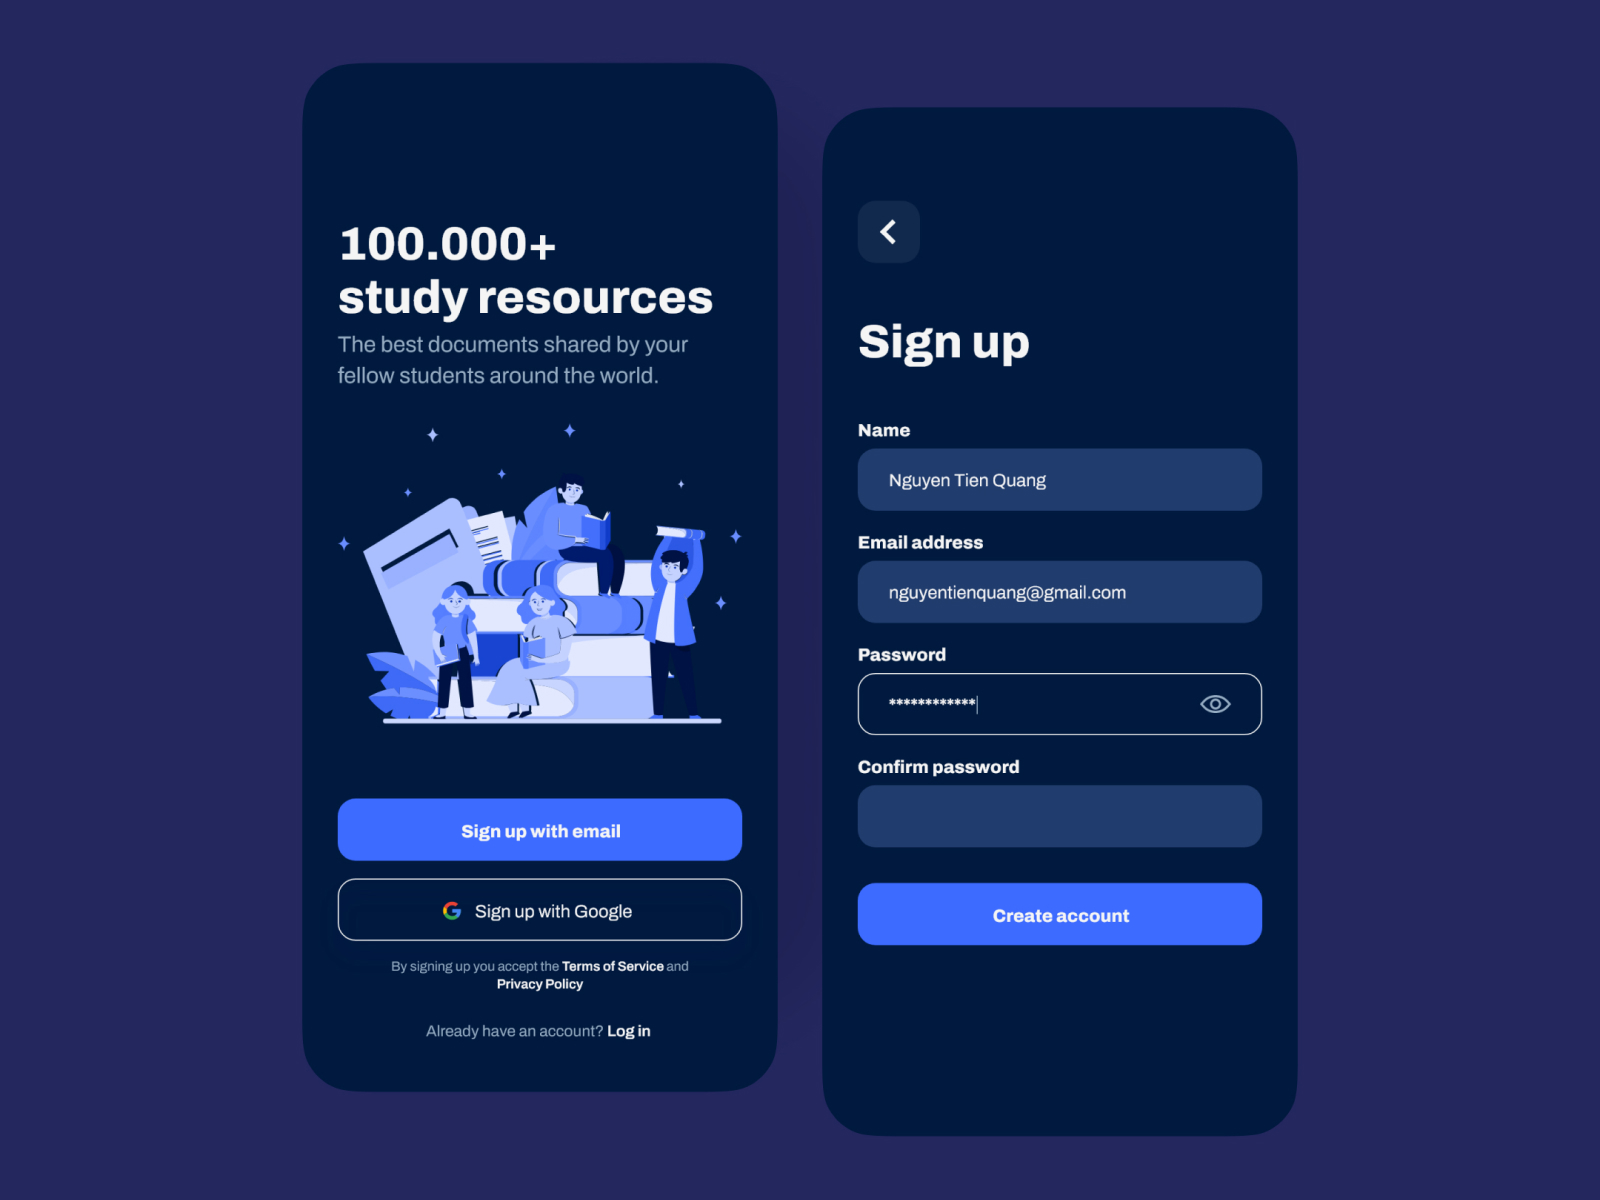 100.000+
study resources
The best documents shared by your
fellow students around the world.
Sign up with email
Sign up with Google
By signing up you accept the Terms of Service and
Privacy Policy
Already have an account? Log in
Sign up
Name
Nguyen Tien Quang
Email address
nguyentienquang@gmail.com
Password
************
Confirm password
Create account